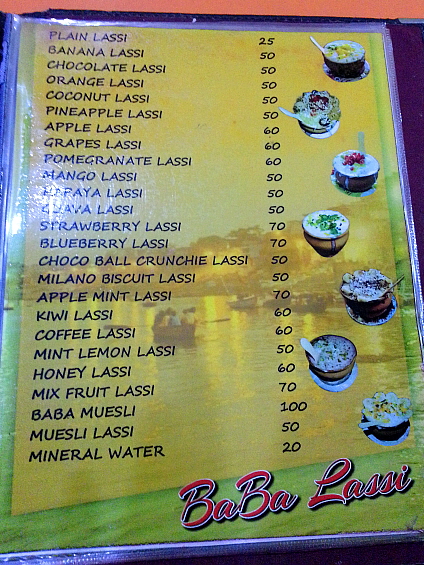 PLAIN LASSI 25
BANANA LASSI 50
CHOCOLATE LASSI 50
ORANGE LASSI 50
COCONUT LASSI 50
PINEAPPLE LASSI 50
APPLE LASSI 60
GRAPES LASSI 60
POMEGRANATE LASSI 60
MANGO LASSI 50
PAPAYA LASSI 50
GUAVA LASSI 50
STRAWBERRY LASSI 70
BLUEBERRY LASSI 70
CHOCO BALL CRUNCHIE LASSI 50
MILANO BISCUIT LASSI 50
APPLE MINT LASSI 70
KIWI LASSI 60
COFFEE LASSI 60
MINT LEMON LASSI 50
HONEY LASSI 60
MIX FRUIT LASSI 70
BABA MUESLI 100
MUESLI LASSI 50
MINERAL WATER 20
BaBa Lassi